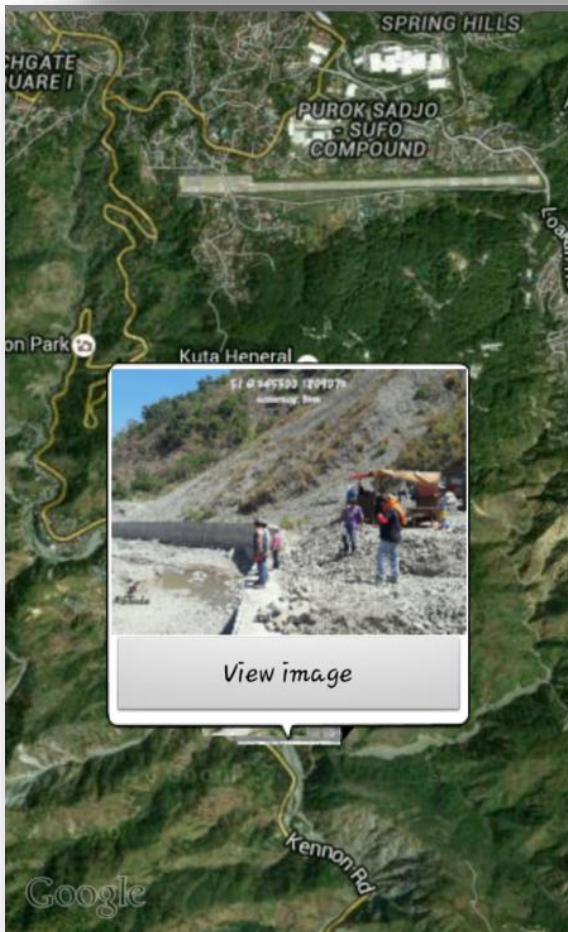 SPRING HILLS
CHGATE
UARE I
PUROK SADJO
- SUFO
COMPOUND
on Park
Kuta Heneral
View image
Kennon Rd
Google